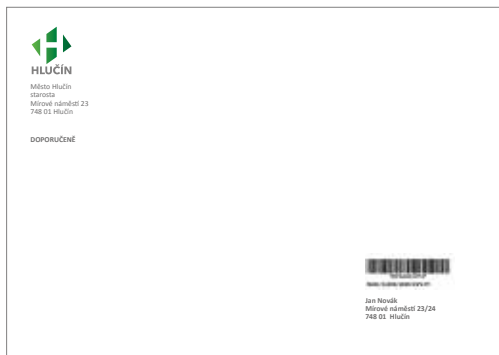 HLUČÍN
Město Hlučín
starosta
Mírové náměstí 23
748 01 Hlučín
DOPORUČENĚ
Jan Novák
Mírové náměstí 23/24
748 01 Hlučín